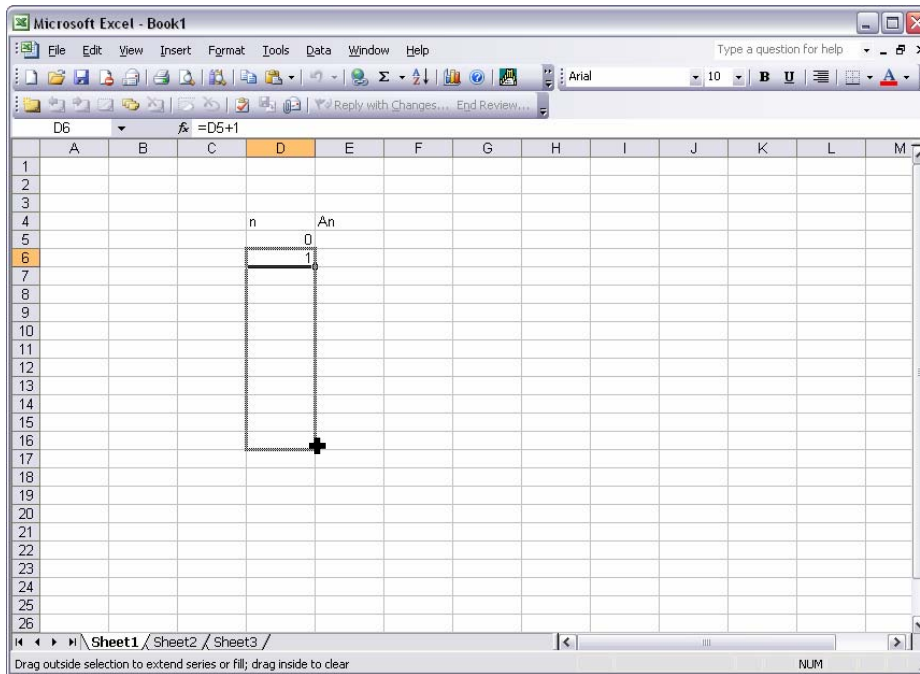 Microsoft Excel - Book1
File Edit View Insert Format Tools Data Window Help Type a question for help
Arial 10 B U A
Reply with Changes... End Review...
D6 fx =D5+1
A B C D E F G H I J K L M
1
2
3
4 n An
5 0
6 1
7
8
9
10
11
12
13
14
15
16
17
18
19
20
21
22
23
24
25
26
Sheet1 / Sheet2 / Sheet3 /
Drag outside selection to extend series or fill; drag inside to clear NUM